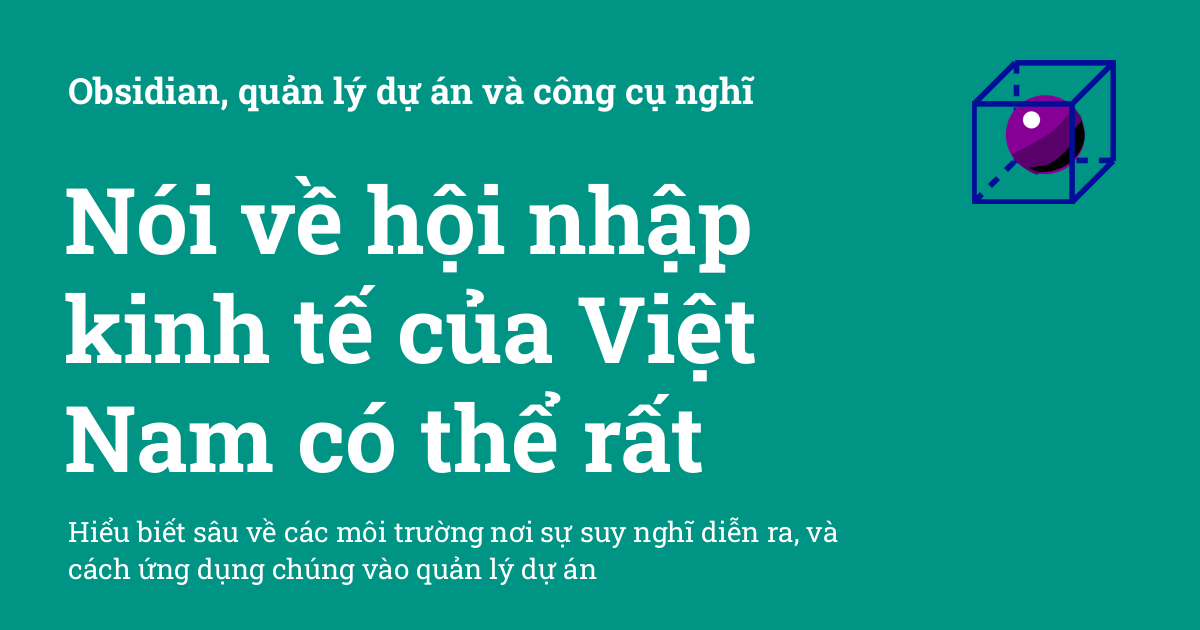 Obsidian, quản lý dự án và công cụ nghĩ
Nói về hội nhập
kinh tế của Việt
Nam có thể rất
Hiểu biết sâu về các môi trường nơi sự suy nghĩ diễn ra, và
cách ứng dụng chúng vào quản lý dự án